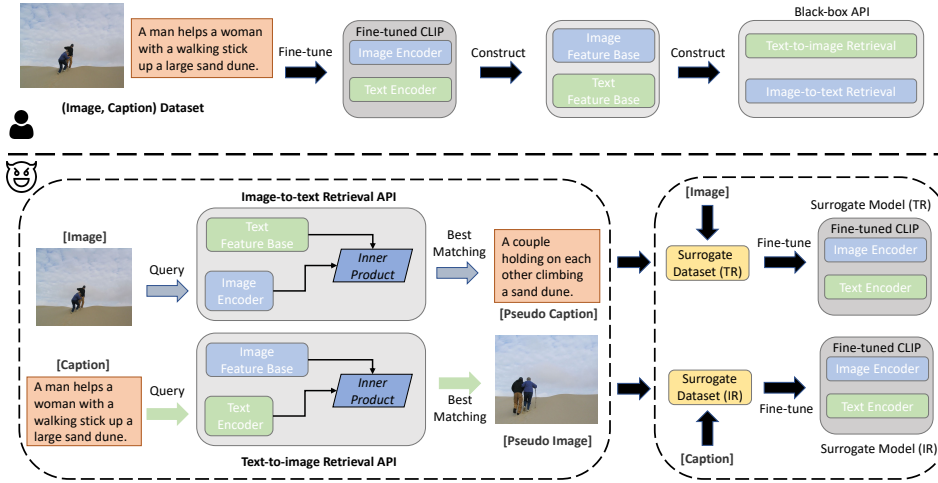 Black-box API
A man helps a woman
with a walking stick
up a large sand dune.
Fine-tune
Fine-tuned CLIP
Image Encoder
Text Encoder
Construct
Image
Feature Base
Text
Feature Base
Construct
Text-to-image Retrieval
Image-to-text Retrieval
(Image, Caption) Dataset
Image-to-text Retrieval API
[Image]
Query
Text
Feature Base
Image
Encoder
Inner
Product
Best
Matching
A couple
holding on each
other climbing
a sand dune.
[Pseudo Caption]
[Image]
Surrogate
Dataset (TR)
Fine-tune
Surrogate Model (TR)
Fine-tuned CLIP
Image Encoder
Text Encoder
[Caption]
A man helps a
woman with a
walking stick up a
large sand dune.
Query
Image
Feature Base
Text
Encoder
Inner
Product
Best
Matching
[Pseudo Image]
Text-to-image Retrieval API
Surrogate
Dataset (IR)
[Caption]
Fine-tune
Fine-tuned CLIP
Image Encoder
Text Encoder
Surrogate Model (IR)